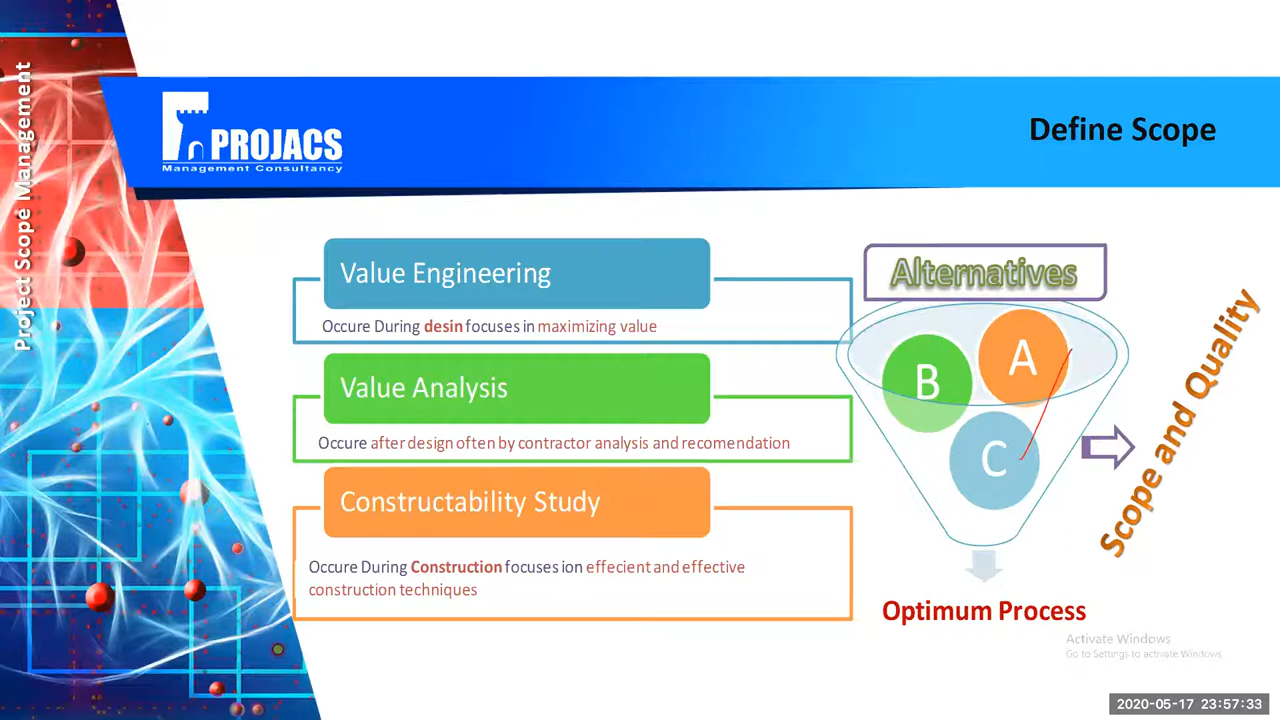 Project Scope Management
PROJACS
Management Consultancy
Define Scope
Value Engineering
Occure During desin focuses in maximizing value
Value Analysis
Occure after design often by contractor analysis and recomendation
Constructability Study
Occure During Construction focuses ion effecient and effective
construction techniques
Alternatives
A
B
C
Scope and Quality
Optimum Process
Activate Windows
Go to Settings to activate Windows
2020-05-17 23:57:33